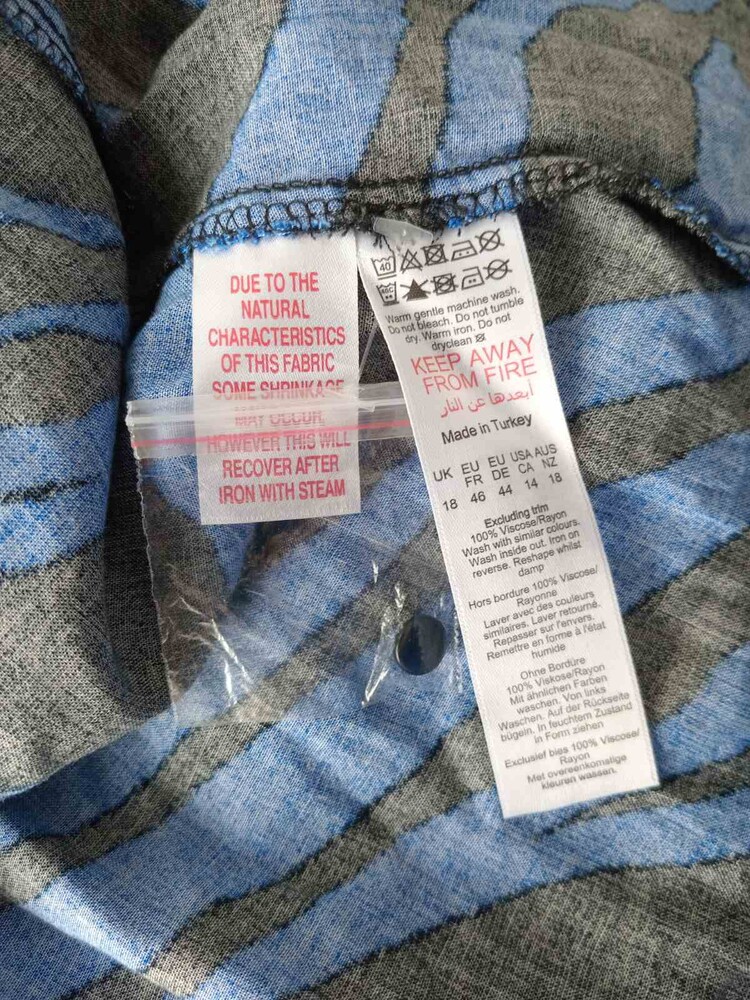 DUE TO THE
NATURAL
CHARACTERISTICS
OF THIS FABRIC
SOME SHRINKAGE
MAY OCCUR,
HOWEVER THIS WILL
RECOVER AFTER
IRON WITH STEAM
40
Warm gentle machine wash.
Do not bleach. Do not tumble
dry. Warm iron. Do not
dryclean
KEEP AWAY
FROM FIRE
أبعدها عن النار
Made in Turkey
UK EU EU USA AUS
FR DE CA NZ
18 46 44 14 18
Excluding trim
100% Viscose/Rayon
Wash with similar colours.
Wash inside out. Iron on
reverse. Reshape whilst
damp
Hors bordure 100% Viscose/
Rayonne
Laver avec des couleurs
similaires. Laver retourné.
Repasser sur l'envers.
Remettre en forme à l'état
humide
Ohne Bordüre
100% Viskose/Rayon
Mit ähnlichen Farben
waschen. Von links
Waschen. Auf der Rückseite
bügeln. In feuchtem Zustand
in Form ziehen
Exclusief bies 100% Viscose/
Rayon
Met overeenkomstige
kleuren wassen.